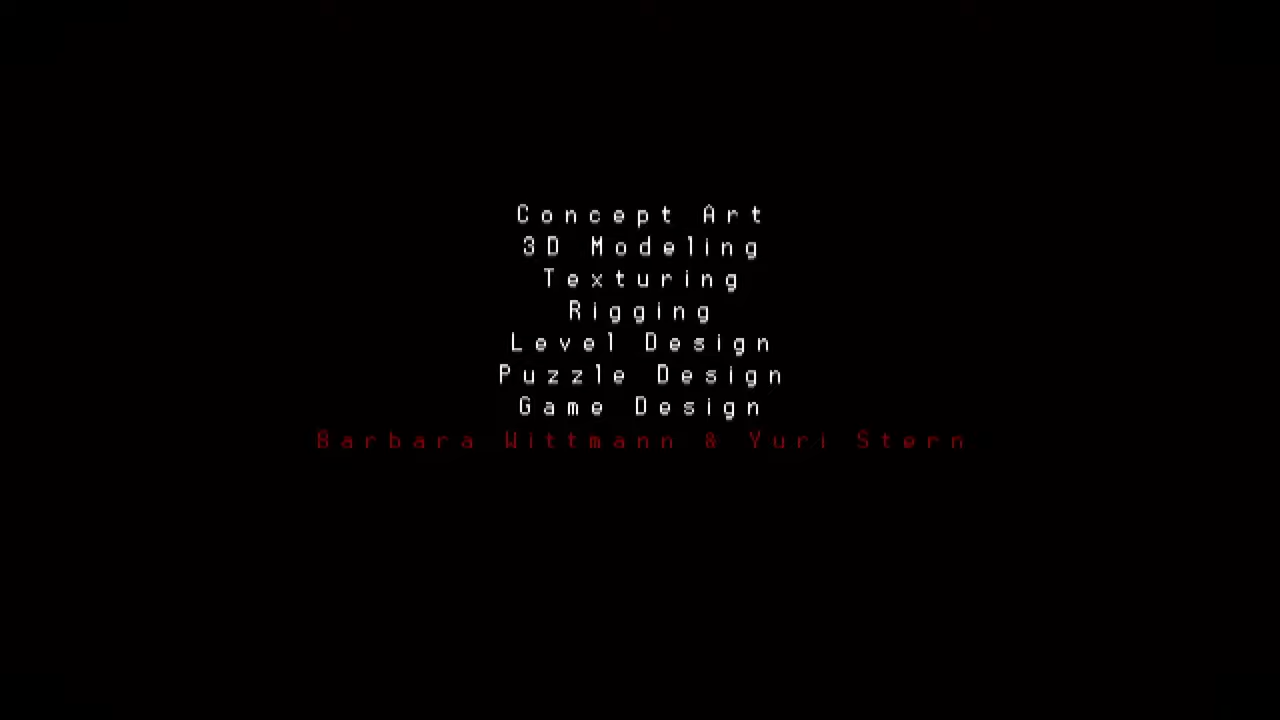 Concept Art
3D Modeling
Texturing
Rigging
Level Design
Puzzle Design
Game Design
Barbara Wittmann & Yuri Stern